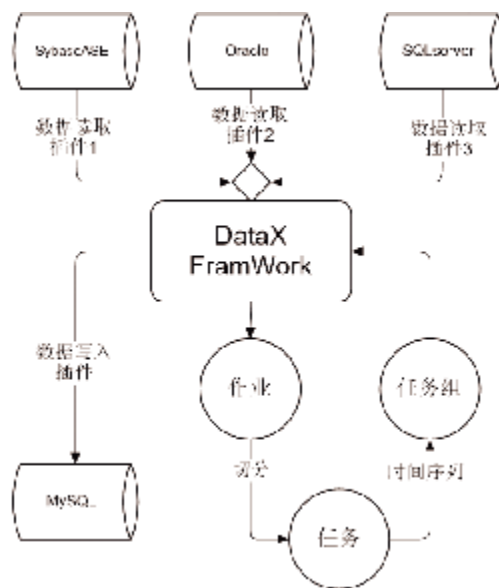 SybaseASE
Oracle
SQLserver
数据读取
插件1
数据读取
插件2
数据读取
插件3
DataX
FramWork
数据写入
插件
作业
任务组
MySQL
切分
时间序列
任务